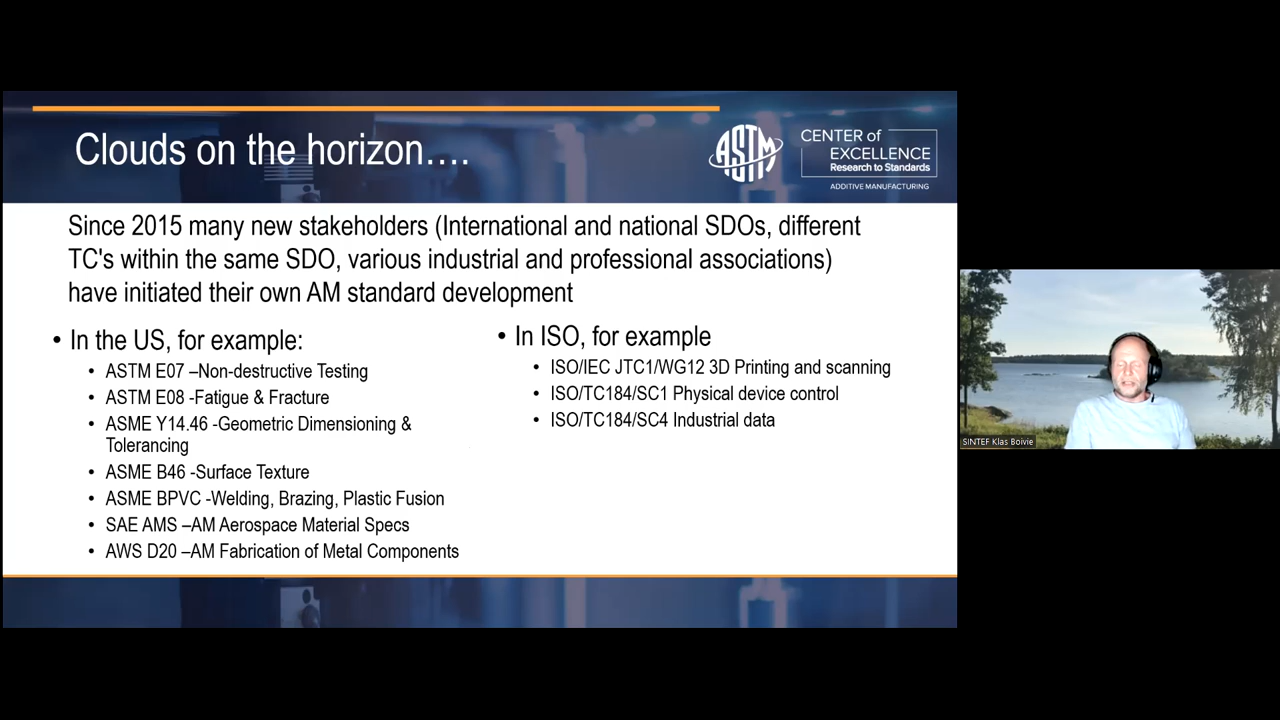 Clouds on the horizon….
ASTM
CENTER of
EXCELLENCE
Research to Standards
ADDITIVE MANUFACTURING
Since 2015 many new stakeholders (International and national SDOs, different
TC's within the same SDO, various industrial and professional associations)
have initiated their own AM standard development
• In the US, for example:
• ASTM E07 –Non-destructive Testing
• ASTM E08 -Fatigue & Fracture
• ASME Y14.46 -Geometric Dimensioning &
Tolerancing
• ASME B46 -Surface Texture
• ASME BPVC -Welding, Brazing, Plastic Fusion
• SAE AMS –AM Aerospace Material Specs
• AWS D20 –AM Fabrication of Metal Components
• In ISO, for example
• ISO/IEC JTC1/WG12 3D Printing and scanning
• ISO/TC184/SC1 Physical device control
• ISO/TC184/SC4 Industrial data
SINTEF Klas Boivie